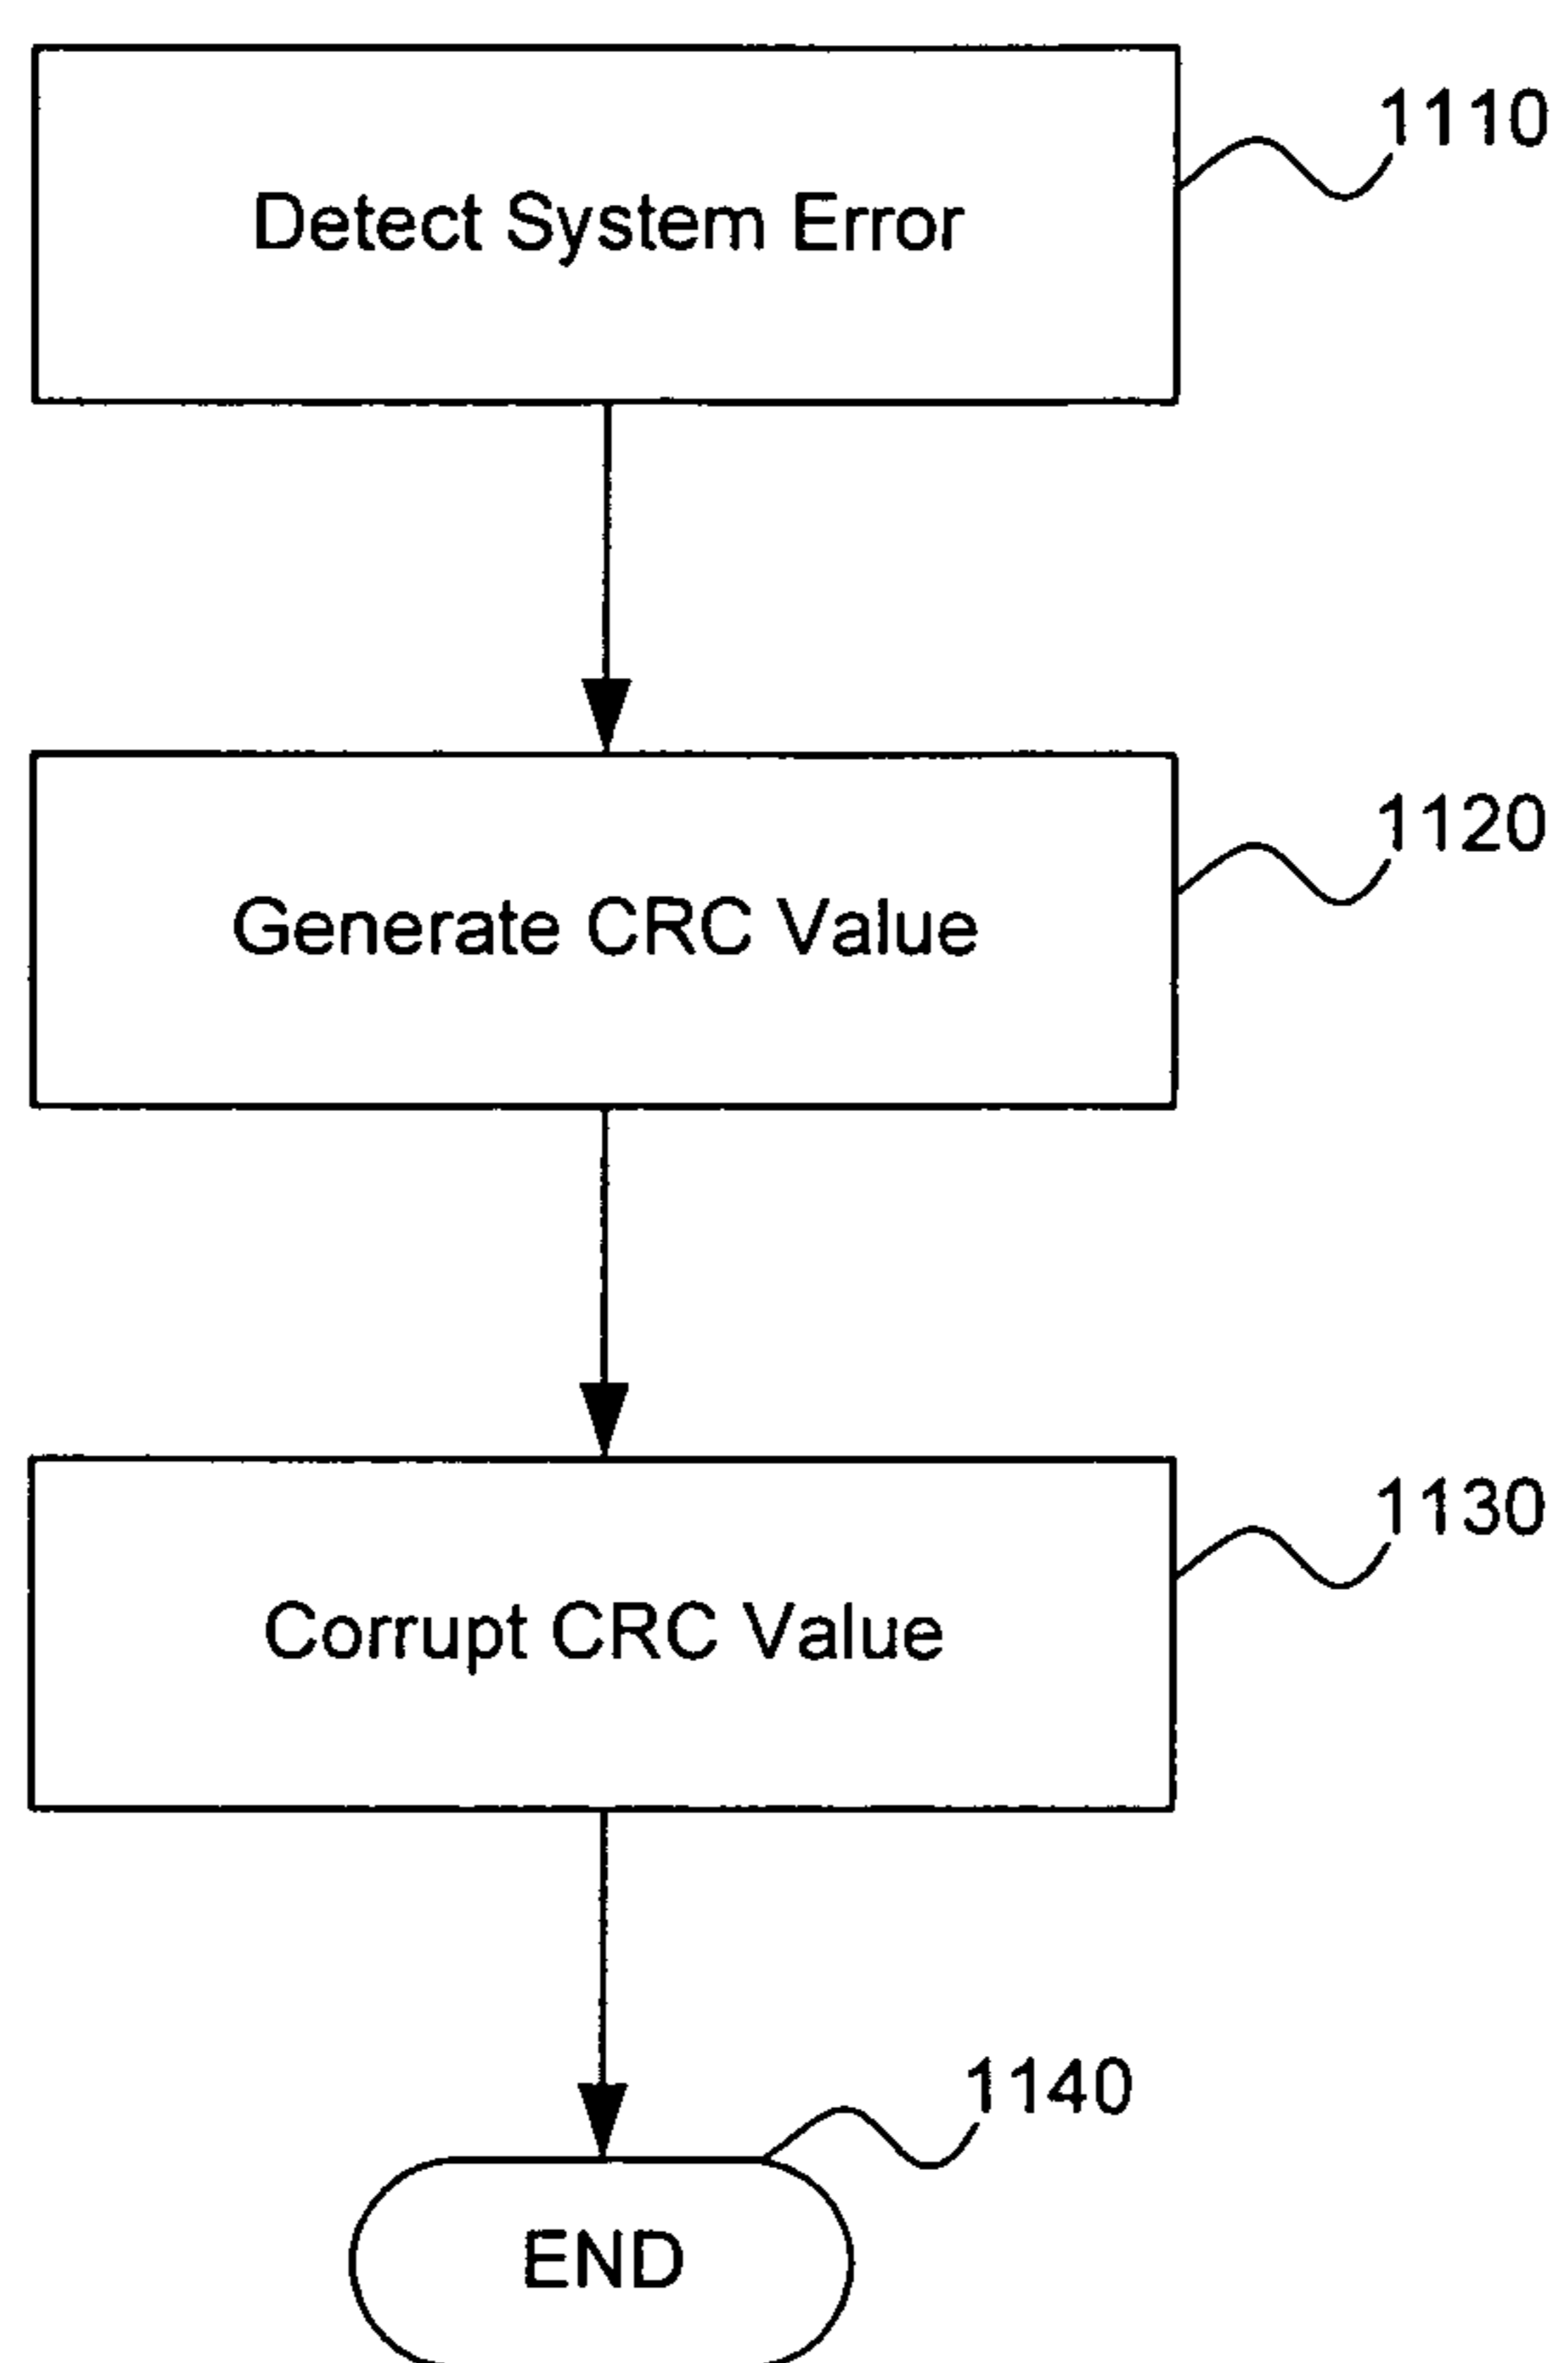 1110
Detect System Error
1120
Generate CRC Value
1130
Corrupt CRC Value
1140
END